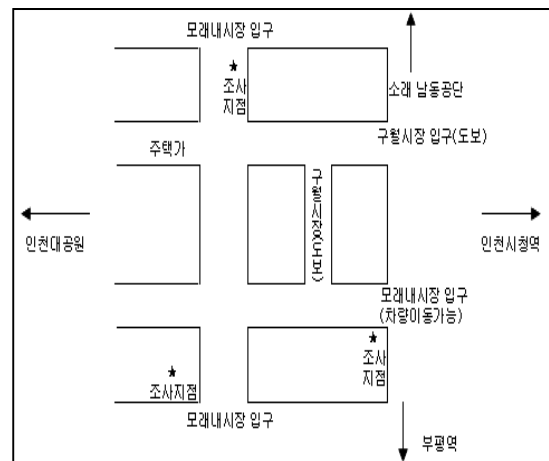 모래내시장 입구
★
조사
지점
소래 남동공단
구월시장 입구(도보)
주택가
구월시장(도보)
인천대공원
인천시청역
모래내시장 입구
(차량이동가능)
★
조사
지점
★
조사지점
모래내시장 입구
부평역